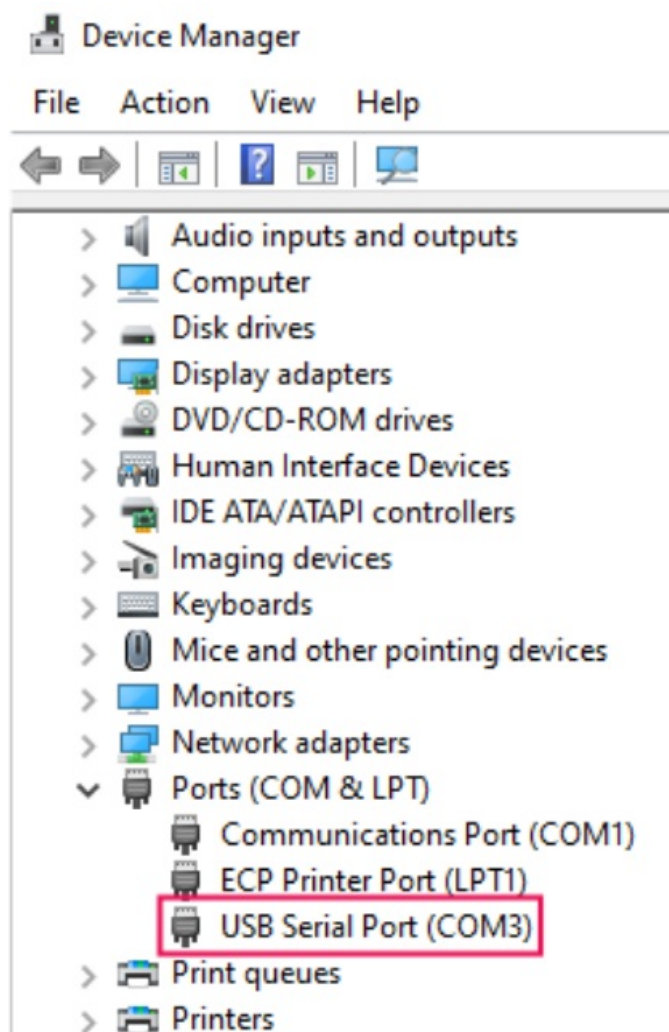 Device Manager
File Action View Help
Audio inputs and outputs
Computer
Disk drives
Display adapters
DVD/CD-ROM drives
Human Interface Devices
IDE ATA/ATAPI controllers
Imaging devices
Keyboards
Mice and other pointing devices
Monitors
Network adapters
Ports (COM & LPT)
Communications Port (COM1)
ECP Printer Port (LPT1)
USB Serial Port (COM3)
Print queues
Printers